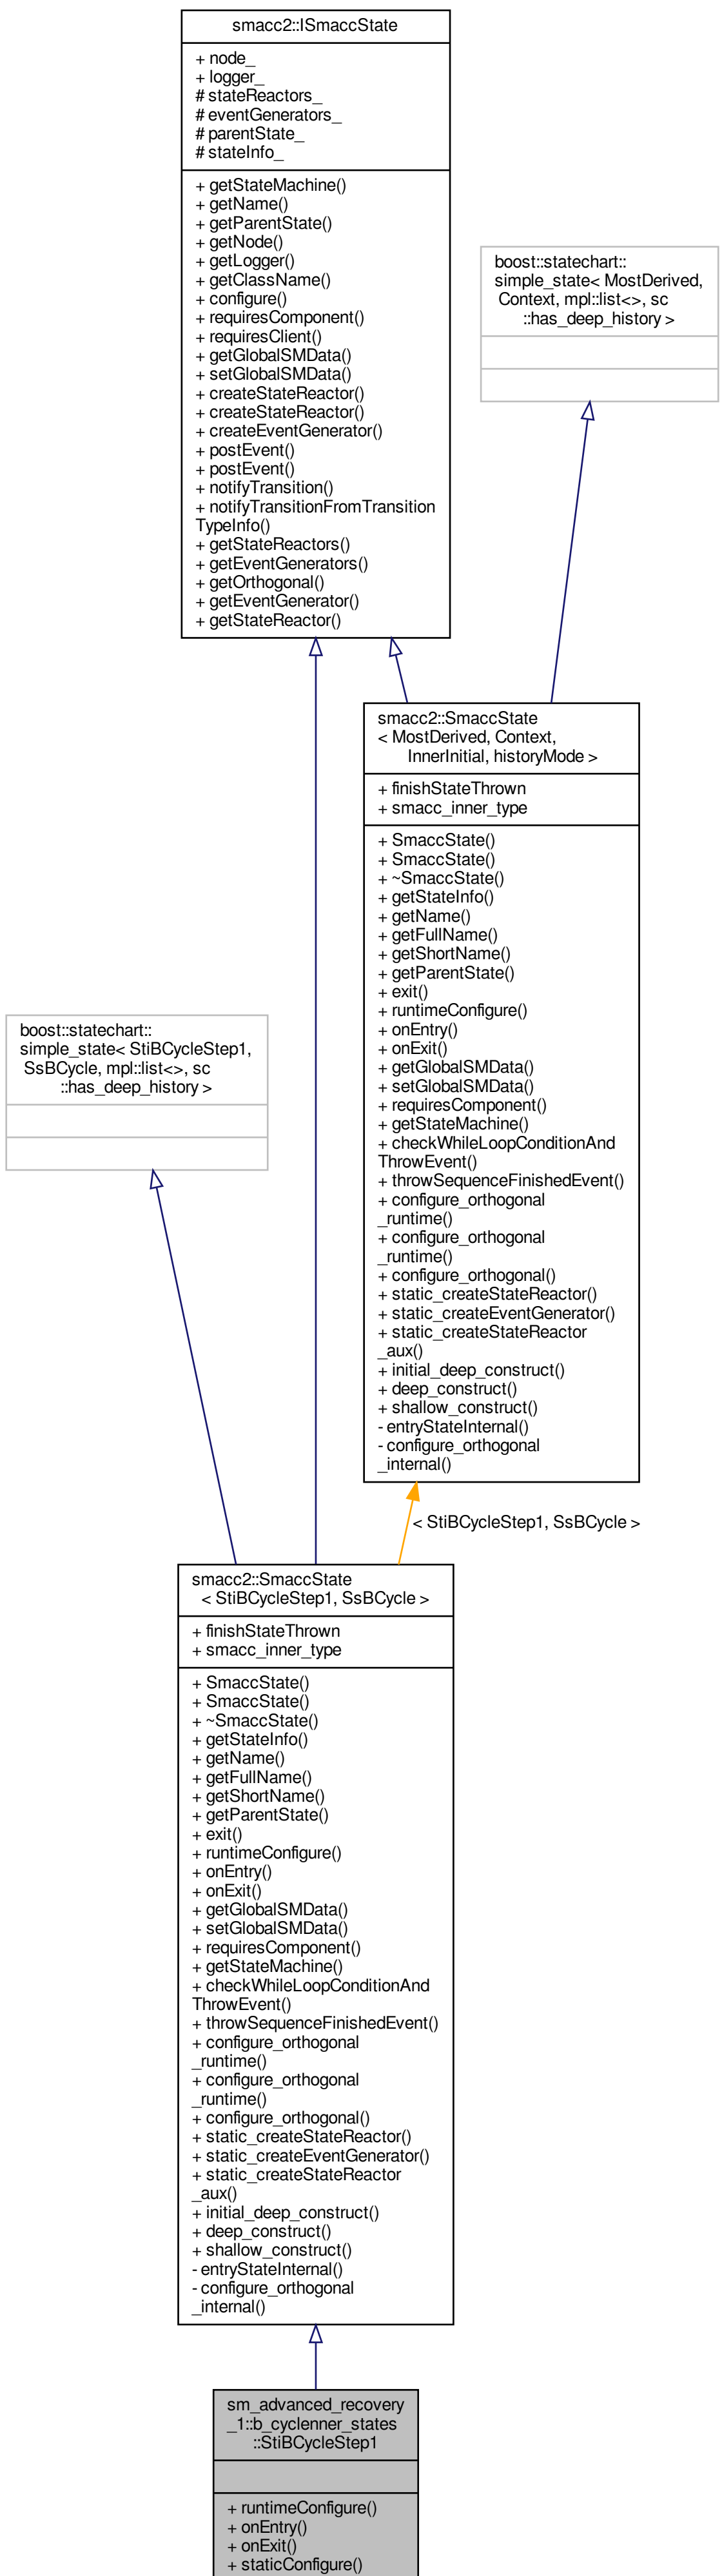 smacc2::ISmaccState
+ node_
+ logger_
# stateReactors_
# eventGenerators_
# parentState_
# stateInfo_
+ getStateMachine()
+ getName()
+ getParentState()
+ getNode()
+ getLogger()
+ getClassName()
+ configure()
+ requiresComponent()
+ requiresClient()
+ getGlobalSMData()
+ setGlobalSMData()
+ createStateReactor()
+ createStateReactor()
+ createEventGenerator()
+ postEvent()
+ postEvent()
+ notifyTransition()
+ notifyTransitionFromTransition
TypeInfo()
+ getStateReactors()
+ getEventGenerators()
+ getOrthogonal()
+ getEventGenerator()
+ getStateReactor()
boost::statechart::
simple_state< MostDerived,
Context, mpl::list<>, sc
::has_deep_history >
smacc2::SmaccState
< MostDerived, Context,
InnerInitial, historyMode >
+ finishStateThrown
+ smacc_inner_type
+ SmaccState()
+ SmaccState()
+ ~SmaccState()
+ getStateInfo()
+ getName()
+ getFullName()
+ getShortName()
+ getParentState()
+ exit()
+ runtimeConfigure()
+ onEntry()
+ onExit()
+ getGlobalSMData()
+ setGlobalSMData()
+ requiresComponent()
+ getStateMachine()
+ checkWhileLoopConditionAnd
ThrowEvent()
+ throwSequenceFinishedEvent()
+ configure_orthogonal
_runtime()
+ configure_orthogonal
_runtime()
+ configure_orthogonal()
+ static_createStateReactor()
+ static_createEventGenerator()
+ static_createStateReactor
_aux()
+ initial_deep_construct()
+ deep_construct()
+ shallow_construct()
- entryStateInternal()
- configure_orthogonal
_internal()
boost::statechart::
simple_state< StiBCycleStep1,
SsBCycle, mpl::list<>, sc
::has_deep_history >
< StiBCycleStep1, SsBCycle >
smacc2::SmaccState
< StiBCycleStep1, SsBCycle >
+ finishStateThrown
+ smacc_inner_type
+ SmaccState()
+ SmaccState()
+ ~SmaccState()
+ getStateInfo()
+ getName()
+ getFullName()
+ getShortName()
+ getParentState()
+ exit()
+ runtimeConfigure()
+ onEntry()
+ onExit()
+ getGlobalSMData()
+ setGlobalSMData()
+ requiresComponent()
+ getStateMachine()
+ checkWhileLoopConditionAnd
ThrowEvent()
+ throwSequenceFinishedEvent()
+ configure_orthogonal
_runtime()
+ configure_orthogonal
_runtime()
+ configure_orthogonal()
+ static_createStateReactor()
+ static_createEventGenerator()
+ static_createStateReactor
_aux()
+ initial_deep_construct()
+ deep_construct()
+ shallow_construct()
- entryStateInternal()
- configure_orthogonal
_internal()
sm_advanced_recovery
_1::b_cyclenner_states
::StiBCycleStep1
+ runtimeConfigure()
+ onEntry()
+ onExit()
+ staticConfigure()